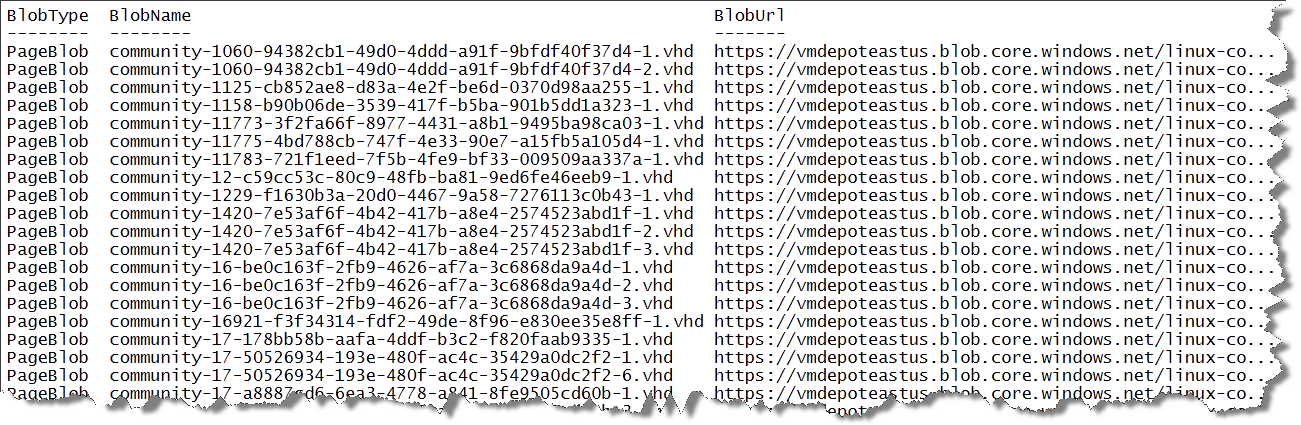 BlobType BlobName BlobUrl
-------- -------- -------
PageBlob community-1060-94382cb1-49d0-4ddd-a91f-9bfdf40f37d4-1.vhd https://vmdepoteastus.blob.core.windows.net/linux-co...
PageBlob community-1060-94382cb1-49d0-4ddd-a91f-9bfdf40f37d4-2.vhd https://vmdepoteastus.blob.core.windows.net/linux-co...
PageBlob community-1125-cb852ae8-d83a-4e2f-be6d-0370d98aa255-1.vhd https://vmdepoteastus.blob.core.windows.net/linux-co...
PageBlob community-1158-b90b06de-3539-417f-b5ba-901b5dd1a323-1.vhd https://vmdepoteastus.blob.core.windows.net/linux-co...
PageBlob community-11773-3f2fa66f-8977-4431-a8b1-9495ba98ca03-1.vhd https://vmdepoteastus.blob.core.windows.net/linux-co...
PageBlob community-11775-4bd788cb-747f-4e33-90e7-a15fb5a105d4-1.vhd https://vmdepoteastus.blob.core.windows.net/linux-co...
PageBlob community-11783-721f1eed-7f5b-4fe9-bf33-009509aa337a-1.vhd https://vmdepoteastus.blob.core.windows.net/linux-co...
PageBlob community-12-c59cc53c-80c9-48fb-ba81-9ed6fe46eeb9-1.vhd https://vmdepoteastus.blob.core.windows.net/linux-co...
PageBlob community-1229-f1630b3a-20d0-4467-9a58-7276113c0b43-1.vhd https://vmdepoteastus.blob.core.windows.net/linux-co...
PageBlob community-1420-7e53af6f-4b42-417b-a8e4-2574523abd1f-1.vhd https://vmdepoteastus.blob.core.windows.net/linux-co...
PageBlob community-1420-7e53af6f-4b42-417b-a8e4-2574523abd1f-2.vhd https://vmdepoteastus.blob.core.windows.net/linux-co...
PageBlob community-1420-7e53af6f-4b42-417b-a8e4-2574523abd1f-3.vhd https://vmdepoteastus.blob.core.windows.net/linux-co...
PageBlob community-16-be0c163f-2fb9-4626-af7a-3c6868da9a4d-1.vhd https://vmdepoteastus.blob.core.windows.net/linux-co...
PageBlob community-16-be0c163f-2fb9-4626-af7a-3c6868da9a4d-2.vhd https://vmdepoteastus.blob.core.windows.net/linux-co...
PageBlob community-16-be0c163f-2fb9-4626-af7a-3c6868da9a4d-3.vhd https://vmdepoteastus.blob.core.windows.net/linux-co...
PageBlob community-16921-f3f34314-fdf2-49de-8f96-e830ee35e8ff-1.vhd https://vmdepoteastus.blob.core.windows.net/linux-co...
PageBlob community-17-178bb58b-aafa-4ddf-b3c2-f820faab9335-1.vhd https://vmdepoteastus.blob.core.windows.net/linux-co...
PageBlob community-17-50526934-193e-480f-ac4c-35429a0dc2f2-1.vhd https://vmdepoteastus.blob.core.windows.net/linux-co...
PageBlob community-17-50526934-193e-480f-ac4c-35429a0dc2f2-6.vhd https://vmdepoteastus.blob.core.windows.net/linux-co...
PageBlob https://vmdepoteastus.blob.core.windows.net/linux-co...